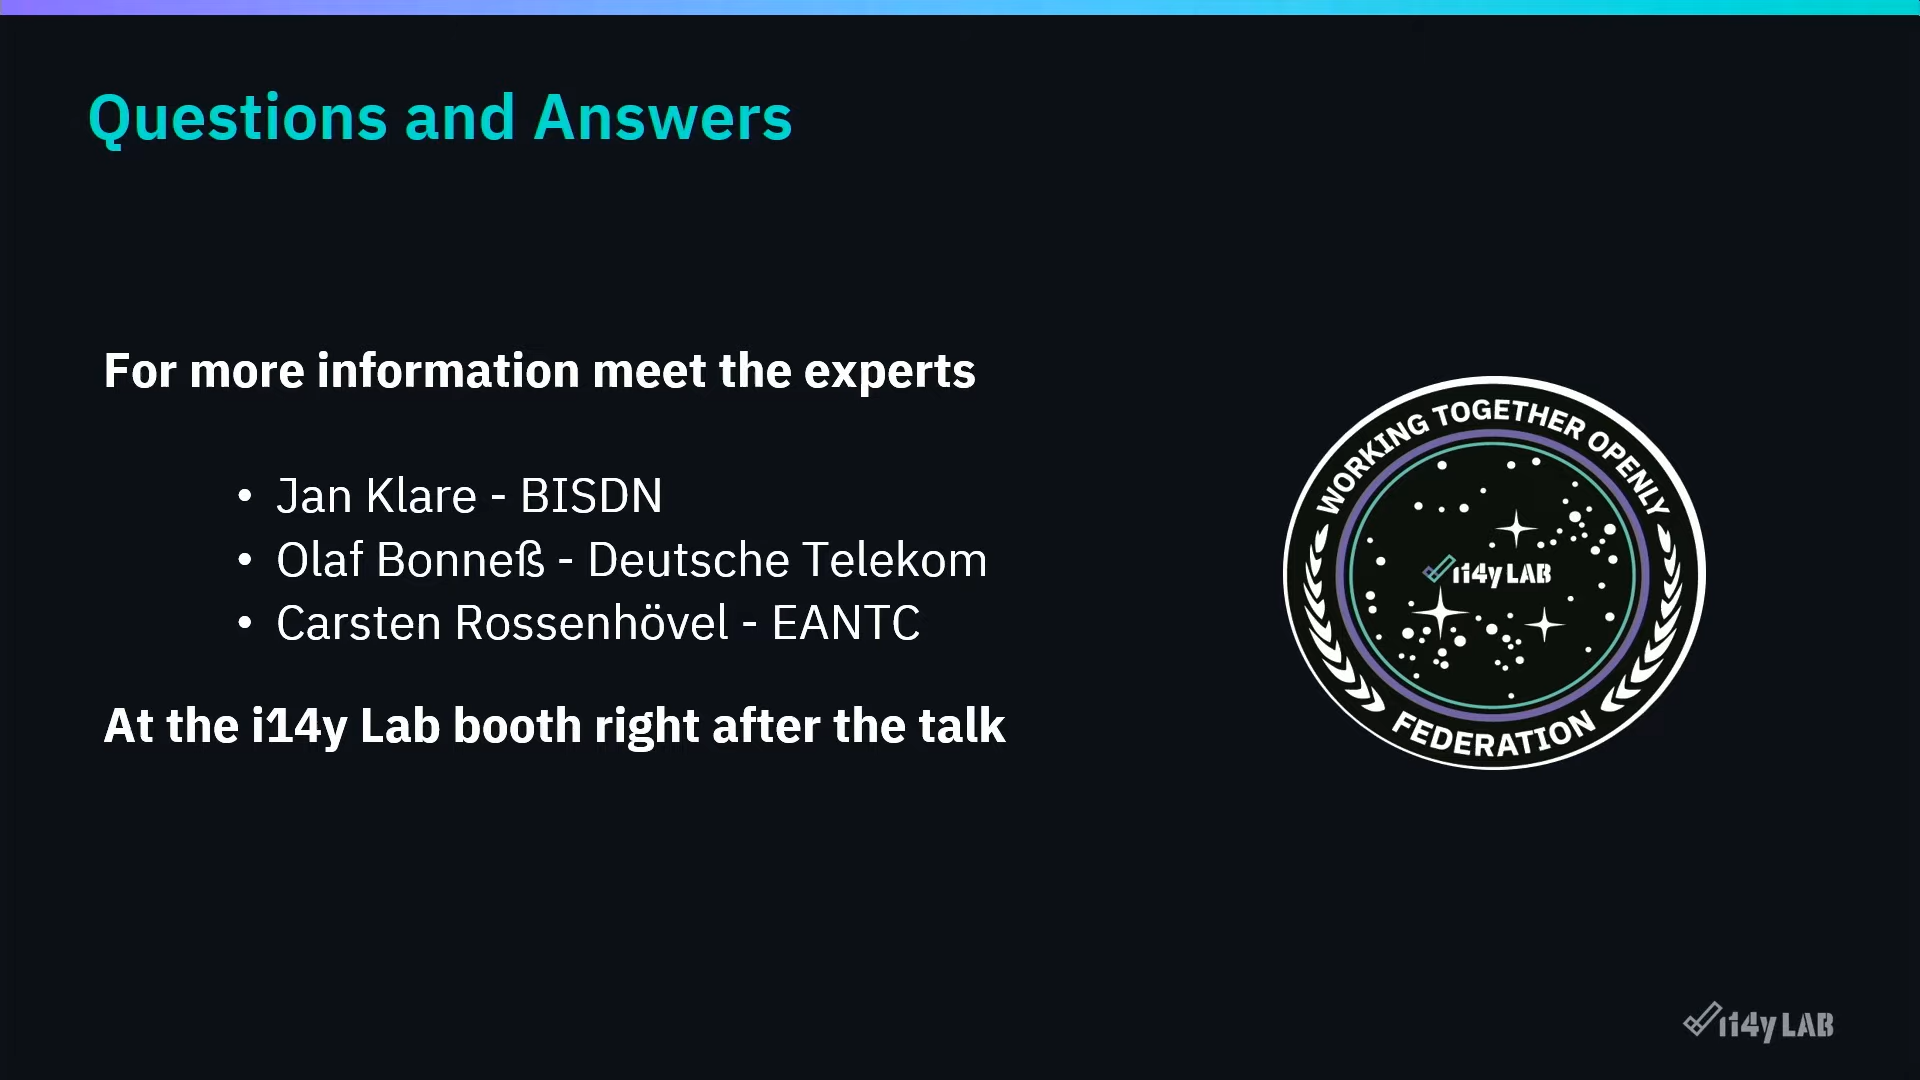 Questions and Answers
For more information meet the experts
• Jan Klare - BISDN
• Olaf Bonneß - Deutsche Telekom
• Carsten Rossenhövel - EANTC
At the i14y Lab booth right after the talk
WORKING TOGETHER OPENLY
i14y LAB
FEDERATION
i14y LAB